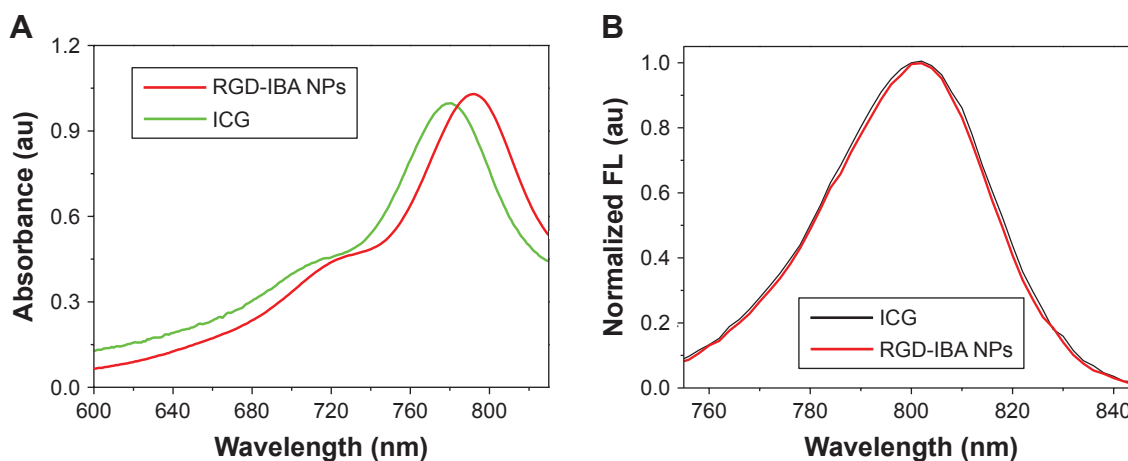 A
Absorbance (au)
1.2
0.9
0.6
0.3
0.0
RGD-IBA NPs
ICG
600 640 680 720 760 800
Wavelength (nm)
B
Normalized FL (au)
1.0
0.8
0.6
0.4
0.2
0.0
ICG
RGD-IBA NPs
760 780 800 820 840
Wavelength (nm)